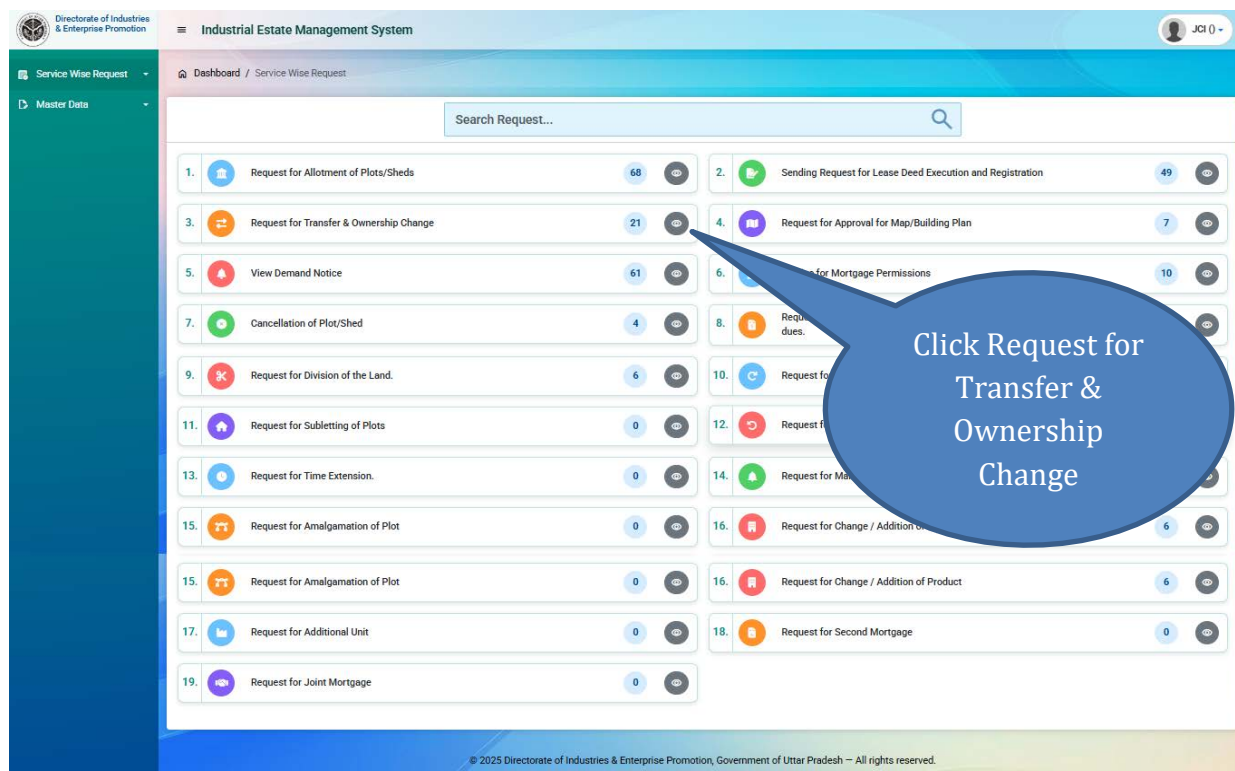 Directorate of Industries
& Enterprise Promotion
Industrial Estate Management System
JCI ()
Service Wise Request
Master Data
Dashboard / Service Wise Request
Search Request...
1. Request for Allotment of Plots/Sheds 68
2. Sending Request for Lease Deed Execution and Registration 49
3. Request for Transfer & Ownership Change 21
4. Request for Approval for Map/Building Plan 7
5. View Demand Notice 61
6. for Mortgage Permissions 10
7. Cancellation of Plot/Shed 4
8.
dues.
9. Request for Division of the Land. 6
10. Request
11. Request for Subletting of Plots 0
12. Request
13. Request for Time Extension. 0
14. Request for
15. Request for Amalgamation of Plot 0
16. Request for Change / Addition 6
15. Request for Amalgamation of Plot 0
16. Request for Change / Addition of Product 6
17. Request for Additional Unit 0
18. Request for Second Mortgage 0
19. Request for Joint Mortgage 0
Click Request for
Transfer &
Ownership
Change
© 2025 Directorate of Industries & Enterprise Promotion, Government of Uttar Pradesh — All rights reserved.